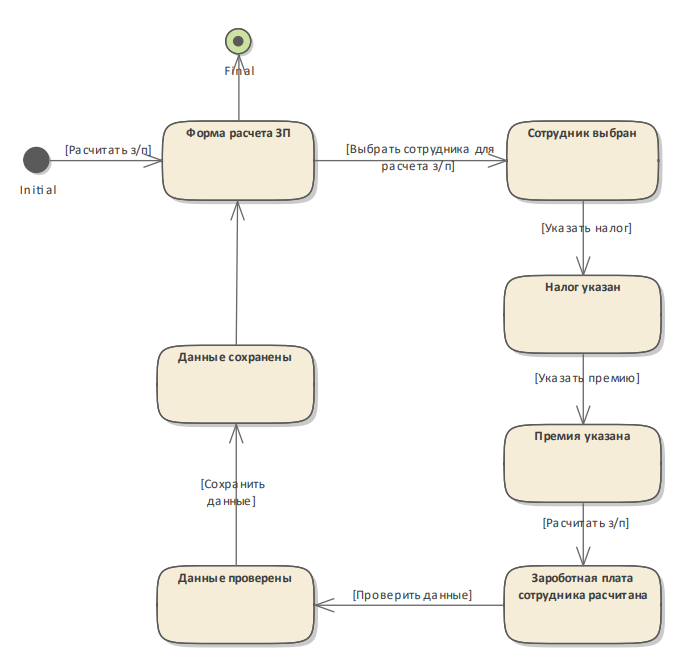 Final
Форма расчета ЗП
Сотрудник выбран
[Расчитать з/п]
[Выбрать сотрудника для
расчета з/п]
Initial
[Указать налог]
Налог указан
Данные сохранены
[Указать премию]
Премия указана
[Сохранить
данные]
[Расчитать з/п]
Данные проверены
Зароботная плата
сотрудника расчитана
[Проверить данные]